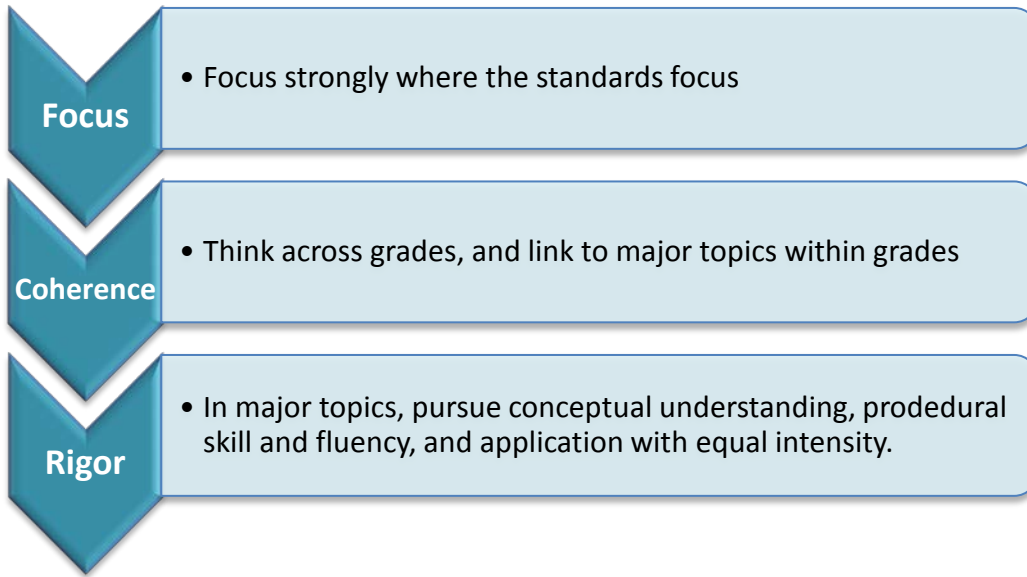 Focus
• Focus strongly where the standards focus
Coherence
• Think across grades, and link to major topics within grades
Rigor
• In major topics, pursue conceptual understanding, prodedural
skill and fluency, and application with equal intensity.